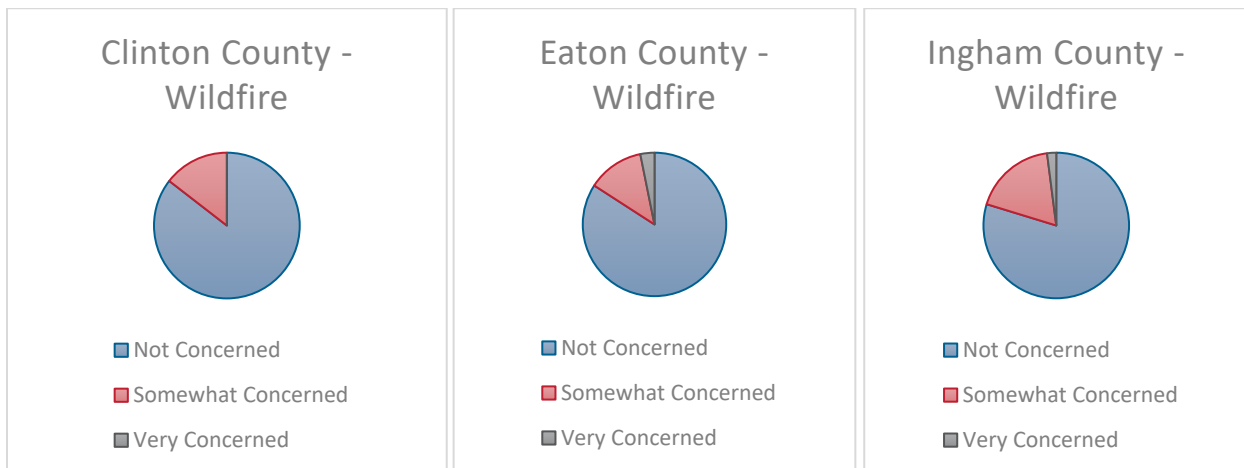 Clinton County -
Wildfire
Not Concerned
Somewhat Concerned
Very Concerned
Eaton County -
Wildfire
Not Concerned
Somewhat Concerned
Very Concerned
Ingham County -
Wildfire
Not Concerned
Somewhat Concerned
Very Concerned